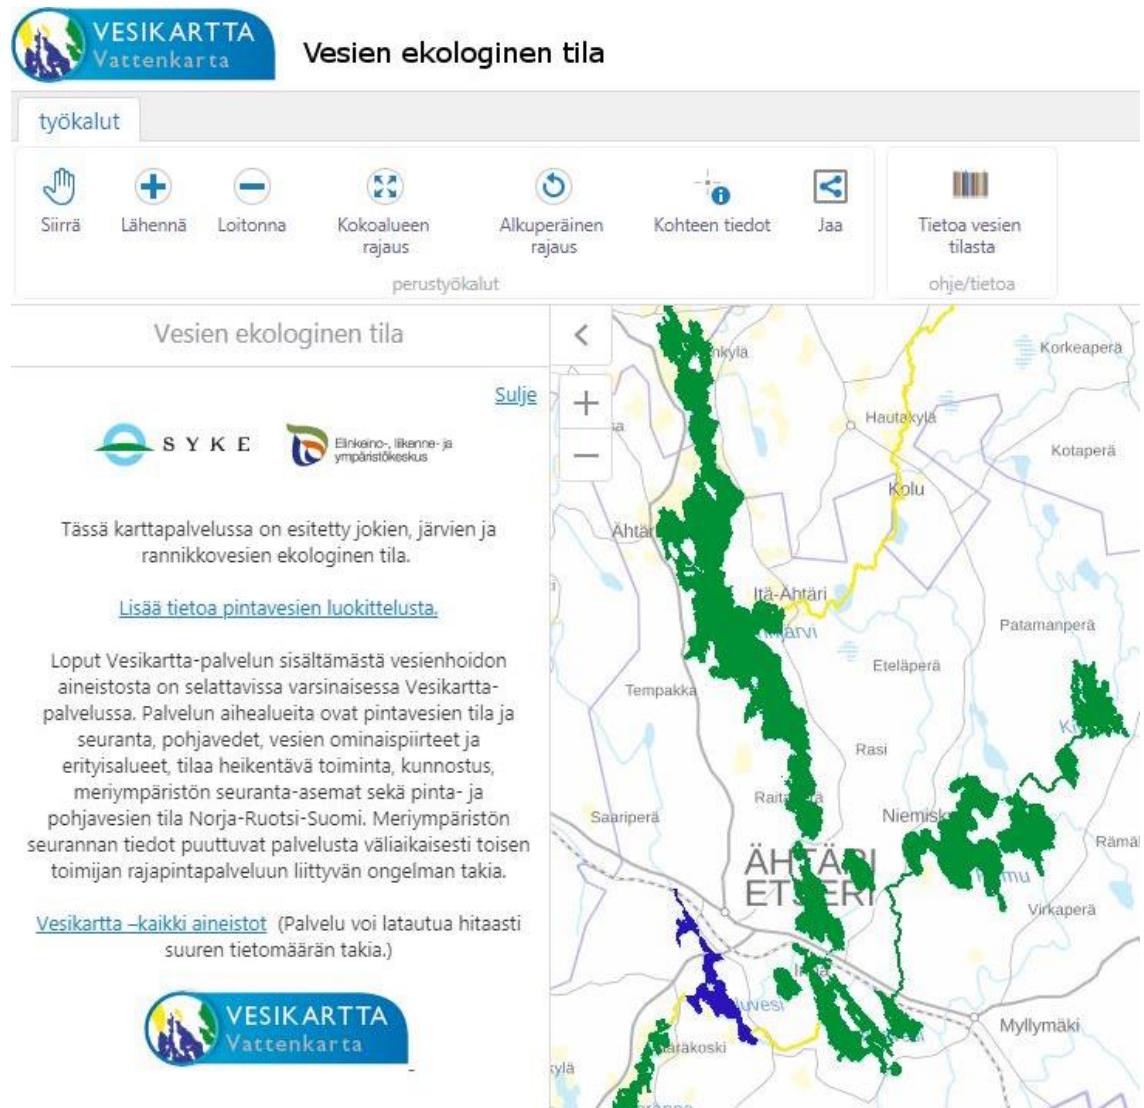 VESIKARTTA
Vattenkarta
Vesien ekologinen tila
työkalut
Siirrä
Lähennä
Loitonna
Kokoalueen
rajaus
Alkuperäinen
rajaus
Kohteen tiedot
Jaa
Tietoa vesien
tilasta
perustyökalut
ohje/tietoa
Vesien ekologinen tila
Sulje
SYKE
Elinkeino-, liikenne- ja
ympäristökeskus
Tässä karttapalvelussa on esitetty jokien, järvien ja
rannikkovesien ekologinen tila.
Lisää tietoa pintavesien luokittelusta.
Loput Vesikartta-palvelun sisältämästä vesienhoidon
aineistosta on selattavissa varsinaisessa Vesikartta-
palvelussa. Palvelun aihealueita ovat pintavesien tila ja
seuranta, pohjavedet, vesien ominaispiirteet ja
erityisalueet, tilaa heikentävä toiminta, kunnostus,
meriympäristön seuranta-asemat sekä pinta- ja
pohjavesien tila Norja-Ruotsi-Suomi. Meriympäristön
seurannan tiedot puuttuvat palvelusta väliaikaisesti toisen
toimijan rajapintapalveluun liittyvän ongelman takia.
Vesikartta –kaikki aineistot (Palvelu voi latautua hitaasti
suuren tietomäärän takia.)
VESIKARTTA
Vattenkarta
Korkeaperä
Hautakylä
Kotaperä
Kolu
Itä-Ähtäri
Patamanperä
Eteläperä
Tempakka
Rasi
Saariperä
ÄHTÄRI
ETSERI
Virkaperä
Myllymäki